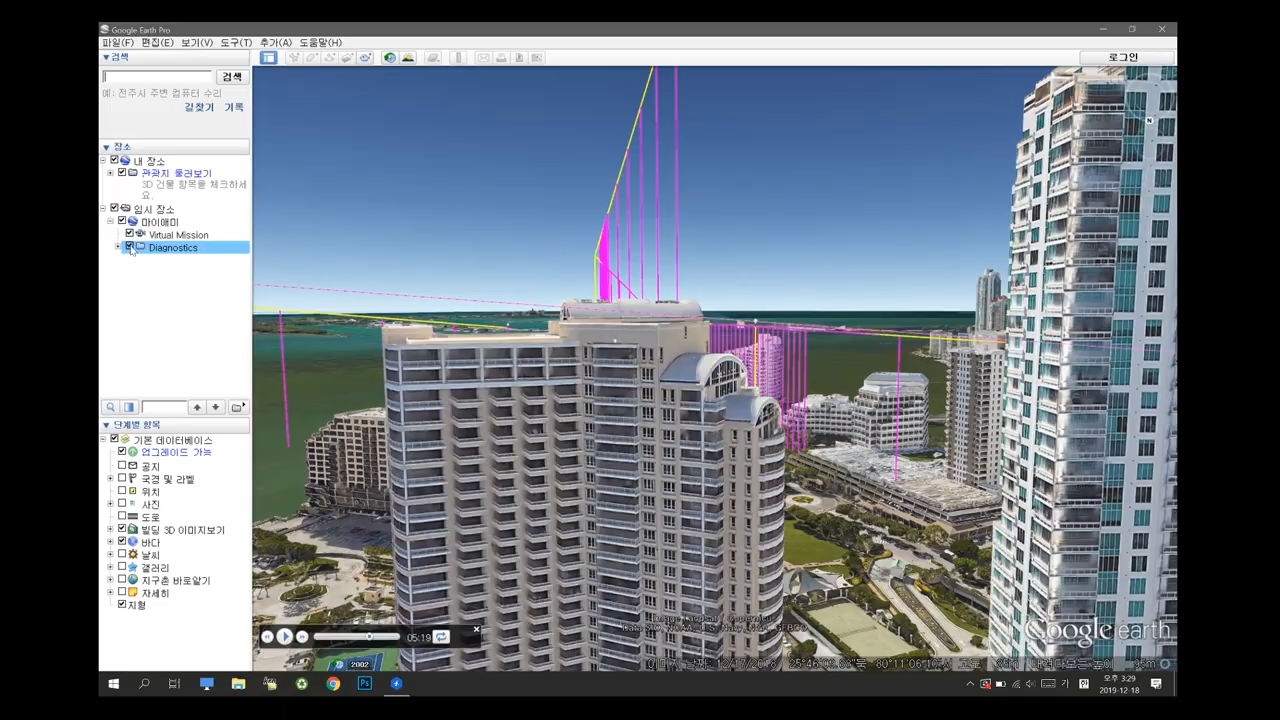 Google Earth Pro
파일(F) 편집(E) 보기(V) 도구(T) 추가(A) 도움말(H)
검색
로그인
검색
예: 전주시 주변 컴퓨터 수리
길찾기 기록
장소
내 장소
관광지 둘러보기
3D 건물 항목을 체크하세
요.
임시 장소
마이애미
Virtual Mission
Diagnostics
단계별 항목
기본 데이터베이스
업그레이드 가능
공지
국경 및 라벨
위치
사진
도로
빌딩 3D 이미지보기
바다
날씨
갤러리
지구촌 바로알기
자세히
지형
N
05:19
2002
Google earth
95m
가
오후 3:29
2019-12-18